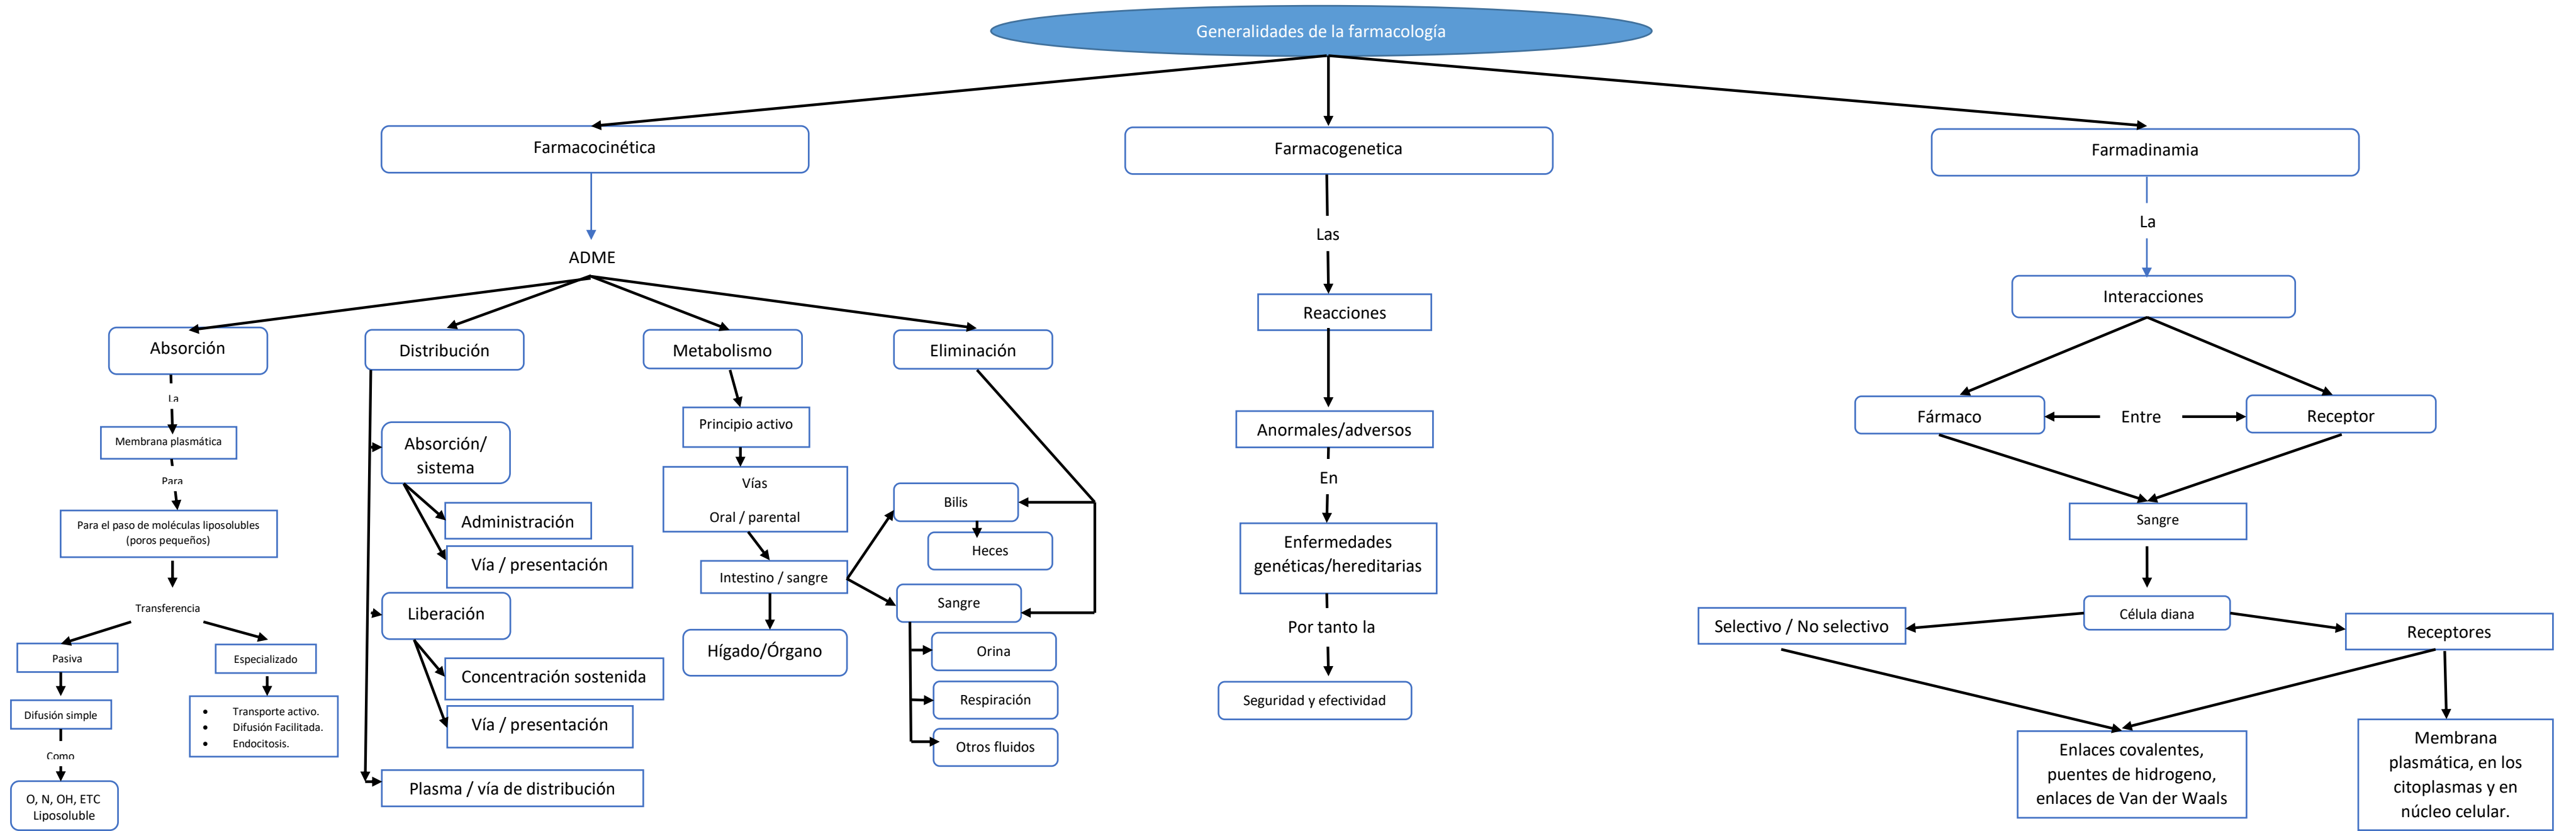 Generalidades de la farmacología
Farmacocinética
Farmacogenetica
Farmadinamia
La
Las
ADME
Interacciones
Reacciones
Absorción
Distribución
Metabolismo
Eliminación
La
Membrana plasmática
Para
Para el paso de moléculas liposolubles
(poros pequeños)
Transferencia
Pasiva
Especializado
Difusión simple
• Transporte activo.
• Difusión Facilitada.
• Endocitosis.
Como
O, N, OH, ETC
Liposoluble
Absorción/
sistema
Administración
Vía / presentación
Liberación
Concentración sostenida
Vía / presentación
Plasma / vía de distribución
Principio activo
Vías
Oral / parental
Intestino / sangre
Hígado/Órgano
Bilis
Heces
Sangre
Orina
Respiración
Otros fluidos
Anormales/adversos
En
Enfermedades
genéticas/hereditarias
Por tanto la
Seguridad y efectividad
Fármaco
Entre
Receptor
Sangre
Célula diana
Selectivo / No selectivo
Receptores
Enlaces covalentes,
puentes de hidrogeno,
enlaces de Van der Waals
Membrana
plasmática, en los
citoplasmas y en
núcleo celular.